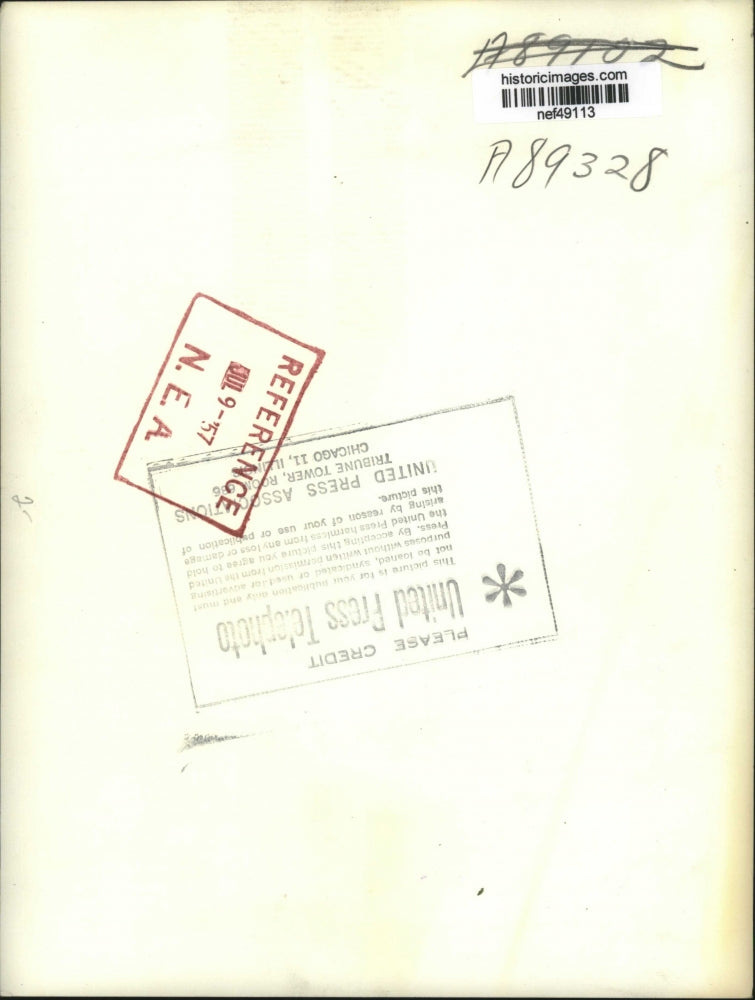 A89102
historicimages.com
nef49113
A89328
REFERENCE
JUL 9-'57
N.E.A.
PLEASE CREDIT
United Press Telephoto
This picture is for your publication only and must
not be loaned, syndicated or used for advertising
purposes without written permission from the United
Press. By accepting this picture you agree to hold
the United Press harmless from any loss or damage
arising by reason of your use or publication of
this picture.
UNITED PRESS ASSOCIATIONS
TRIBUNE TOWER, ROOM 666
CHICAGO 11,